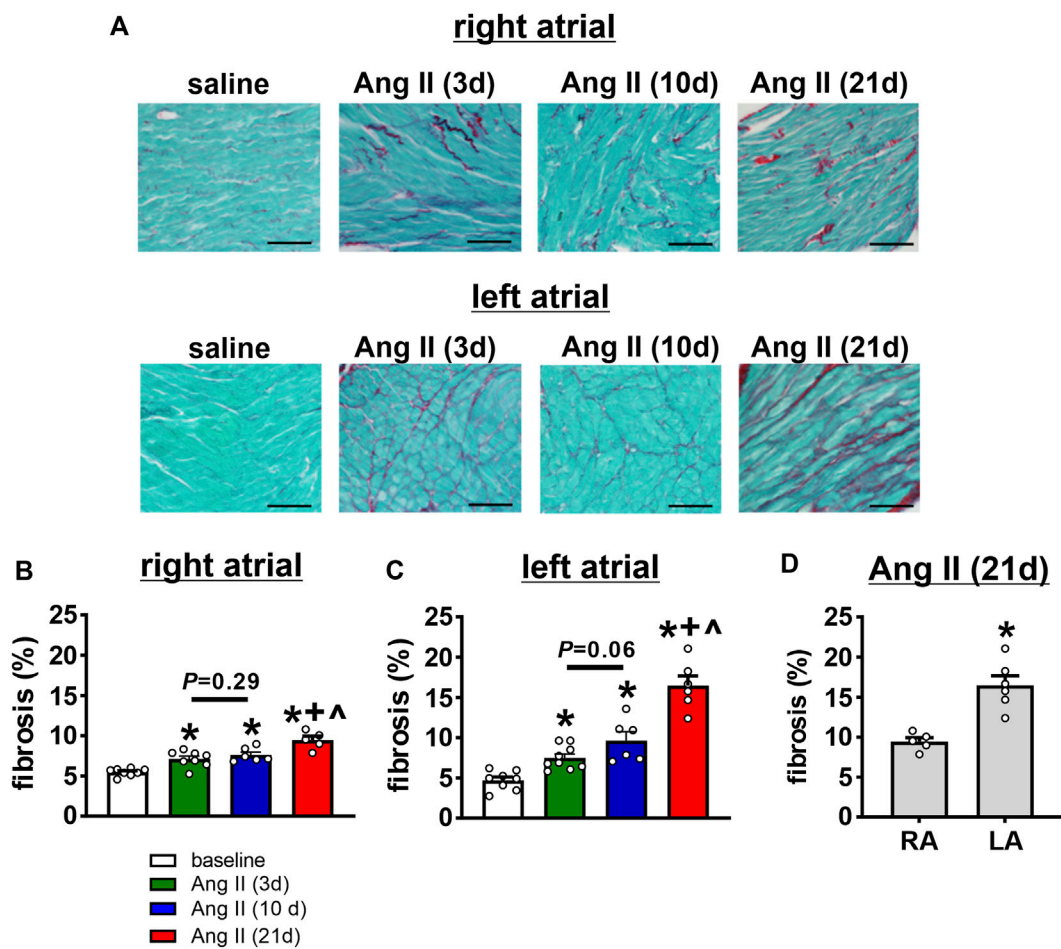 A
right atrial
saline Ang II (3d) Ang II (10d) Ang II (21d)
left atrial
saline Ang II (3d) Ang II (10d) Ang II (21d)
B right atrial
fibrosis (%)
25
20
15
10
5
0
P=0.29
* * *+^
baseline
Ang II (3d)
Ang II (10 d)
Ang II (21d)
C left atrial
fibrosis (%)
25
20
15
10
5
0
P=0.06
* * *+^
D Ang II (21d)
fibrosis (%)
25
20
15
10
5
0
*
RA LA